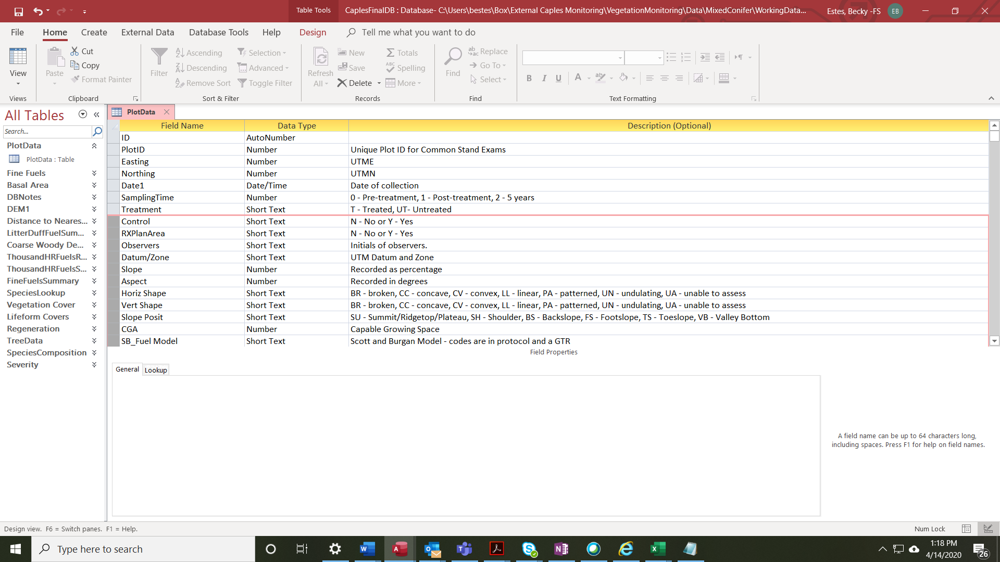 Table Tools
CaplesFinalDB : Database- C:\Users\bestes\Box\External Caples Monitoring\VegetationMonitoring\Data\MixedConifer\WorkingData...
Estes, Becky -FS
EB
File Home Create External Data Database Tools Help Design Tell me what you want to do
View
Views
Paste
Cut
Copy
Format Painter
Clipboard
Filter
Ascending
Descending
Remove Sort
Selection
Advanced
Toggle Filter
Sort & Filter
Refresh All
New
Save
Delete
Totals
Spelling
More
Records
Find
Replace
Go To
Select
Find
B I U A
Text Formatting
All Tables
Search...
PlotData
PlotData : Table
Fine Fuels
Basal Area
DBNotes
DEM1
Distance to Neares...
LitterDuffFuelSum...
Coarse Woody De...
ThousandHRFuelsR...
ThousandHRFuelsS...
FineFuelsSummary
SpeciesLookup
Vegetation Cover
Lifeform Covers
Regeneration
TreeData
SpeciesComposition
Severity
PlotData
Field Name Data Type Description (Optional)
ID AutoNumber
PlotID Number Unique Plot ID for Common Stand Exams
Easting Number UTME
Northing Number UTMN
Date1 Date/Time Date of collection
SamplingTime Number 0 - Pre-treatment, 1 - Post-treatment, 2 - 5 years
Treatment Short Text T - Treated, UT- Untreated
Control Short Text N - No or Y - Yes
RXPlanArea Short Text N - No or Y - Yes
Observers Short Text Initials of observers.
Datum/Zone Short Text UTM Datum and Zone
Slope Number Recorded as percentage
Aspect Number Recorded in degrees
Horiz Shape Short Text BR - broken, CC - concave, CV - convex, LL - linear, PA - patterned, UN - undulating, UA - unable to assess
Vert Shape Short Text BR - broken, CC - concave, CV - convex, LL - linear, PA - patterned, UN - undulating, UA - unable to assess
Slope Posit Short Text SU - Summit/Ridgetop/Plateau, SH - Shoulder, BS - Backslope, FS - Footslope, TS - Toeslope, VB - Valley Bottom
CGA Number Capable Growing Space
SB_Fuel Model Short Text Scott and Burgan Model - codes are in protocol and a GTR
Field Properties
General Lookup
A field name can be up to 64 characters long,
including spaces. Press F1 for help on field names.
Design view. F6 = Switch panes. F1 = Help.
Num Lock
Type here to search
1:18 PM
4/14/2020
26